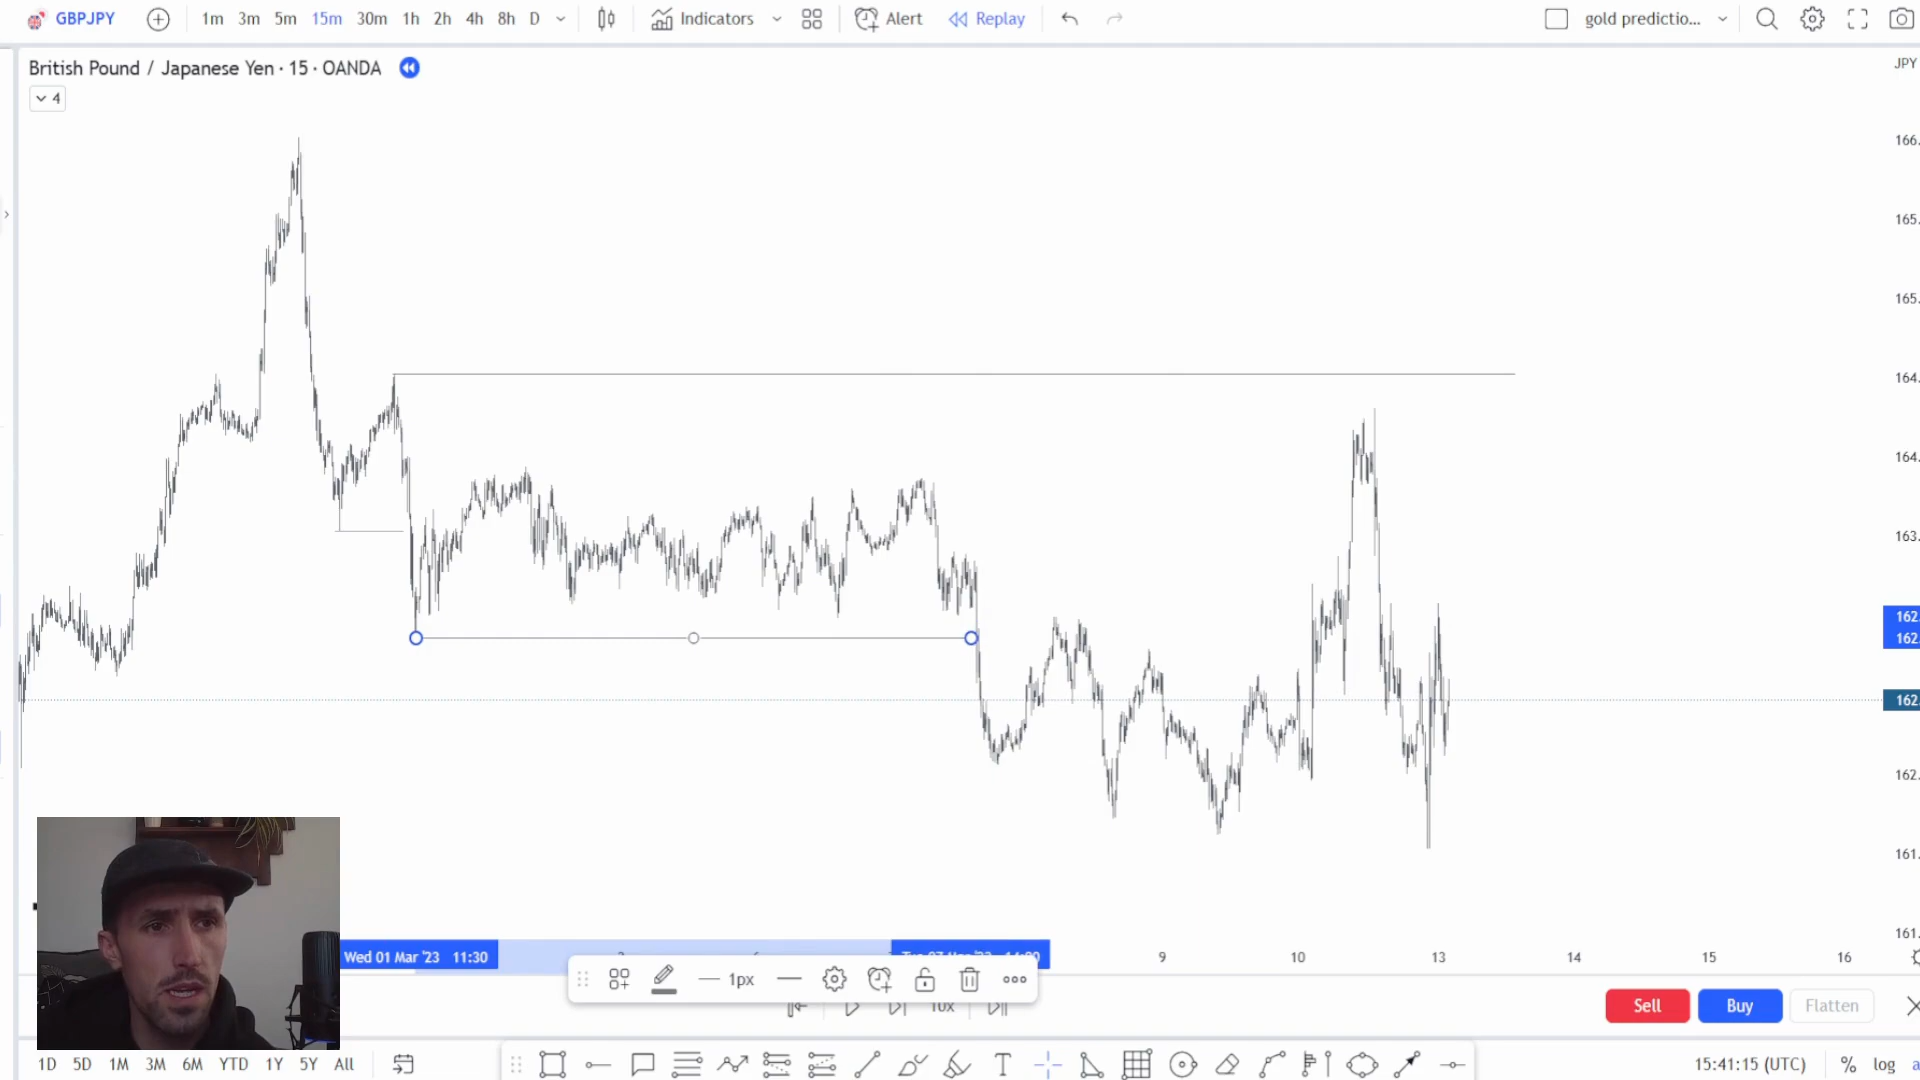 GBPJPY 1m 3m 5m 15m 30m 1h 2h 4h 8h D Indicators Alert Replay gold predictio...
British Pound / Japanese Yen · 15 · OANDA
JPY
4
166.
165.
165.
164.
164.
163.
162.
162.
162.
162.
161.
161.
Wed 01 Mar '23 11:30
9 10 13 14 15 16
1px
10x
Sell Buy Flatten
1D 5D 1M 3M 6M YTD 1Y 5Y All
15:41:15 (UTC) % log